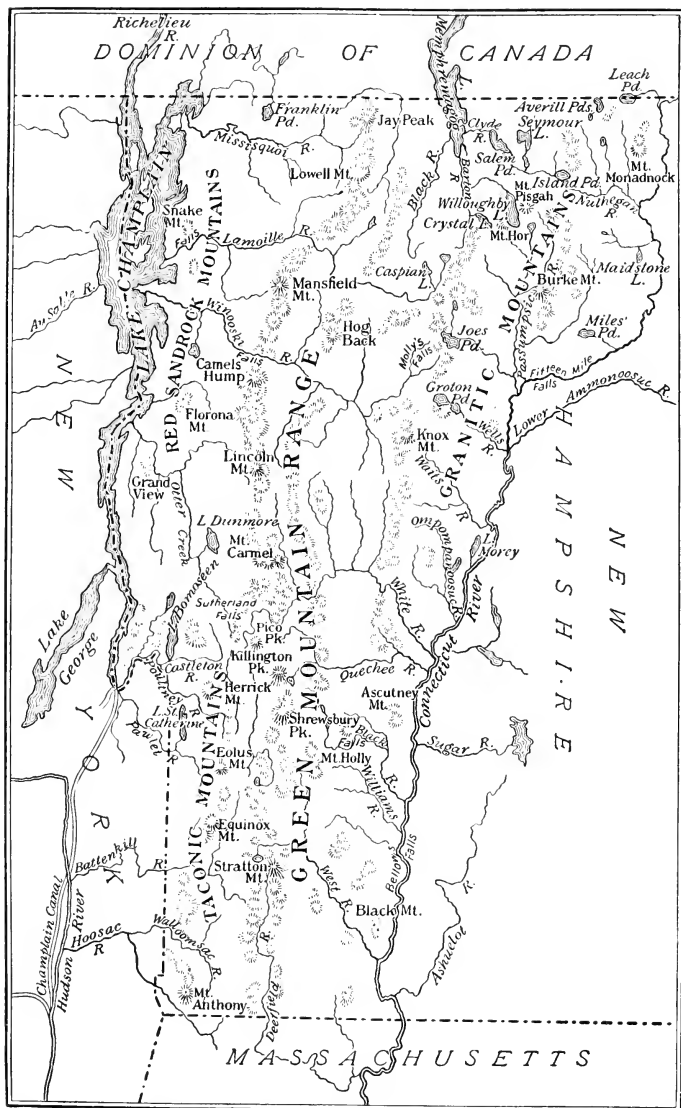 Richelieu
R.
DOMINION OF CANADA
Memphremagog
L.
Leach
Pd.
Averill Pds.
Seymour
L.
Franklin
Pd.
Jay Peak
Missisquoi R.
Clyde
R.
Salem
Pd.
Mt.
Monadnock
Lowell Mt.
Black R.
Barton
R.
Island Pd.
Mt.
Pisgah
Nulhegan
R.
Willoughby
L.
Crystal L.
Mt. Hor
LAKE CHAMPLAIN
Snake
Mt.
Falls
Lamoille R.
Caspian
L.
Maidstone
L.
Burke Mt.
Au Sable R.
Mansfield
Mt.
RED SANDROCK MOUNTAINS
Winooski R.
Falls
Hog
Back
Molly's
Falls
Joes
Pd.
Passumpsic R.
Miles'
Pd.
Camels
Hump
Fifteen Mile
Falls
Groton
Pd.
Lower Ammonoosuc R.
Wells
R.
GRANITIC MOUNTAINS
Florona
Mt.
Knox
Mt.
Lincoln
Mt.
Waits
R.
Grand
View
Otter Creek
L Dunmore
Mt.
Carmel
L.
Morey
Ompompanoosuc R.
NEW HAMPSHIRE
Bomoseen
Sutherland
Falls
White R.
Connecticut River
Lake
George
Pico
Pk.
Killington
Pk.
Castleton
R.
Poultney
R.
Quechee R.
Herrick
Mt.
Ascutney
Mt.
L. St.
Catherine
Shrewsbury
Pk.
Black R.
Falls
Pawlet
R.
Sugar R.
Eolus
Mt.
Mt. Holly
Williams
R.
TACONIC MOUNTAINS
GREEN MOUNTAIN RANGE
Equinox
Mt.
NEW YORK
Battenkill R.
Stratton
Mt.
Bellows
Falls
West R.
Black Mt.
Champlain Canal
Hudson River
Hoosac
R.
Walloomsac R.
Ashuelot R.
Mt.
Anthony
Deerfield R.
MASSACHUSETTS